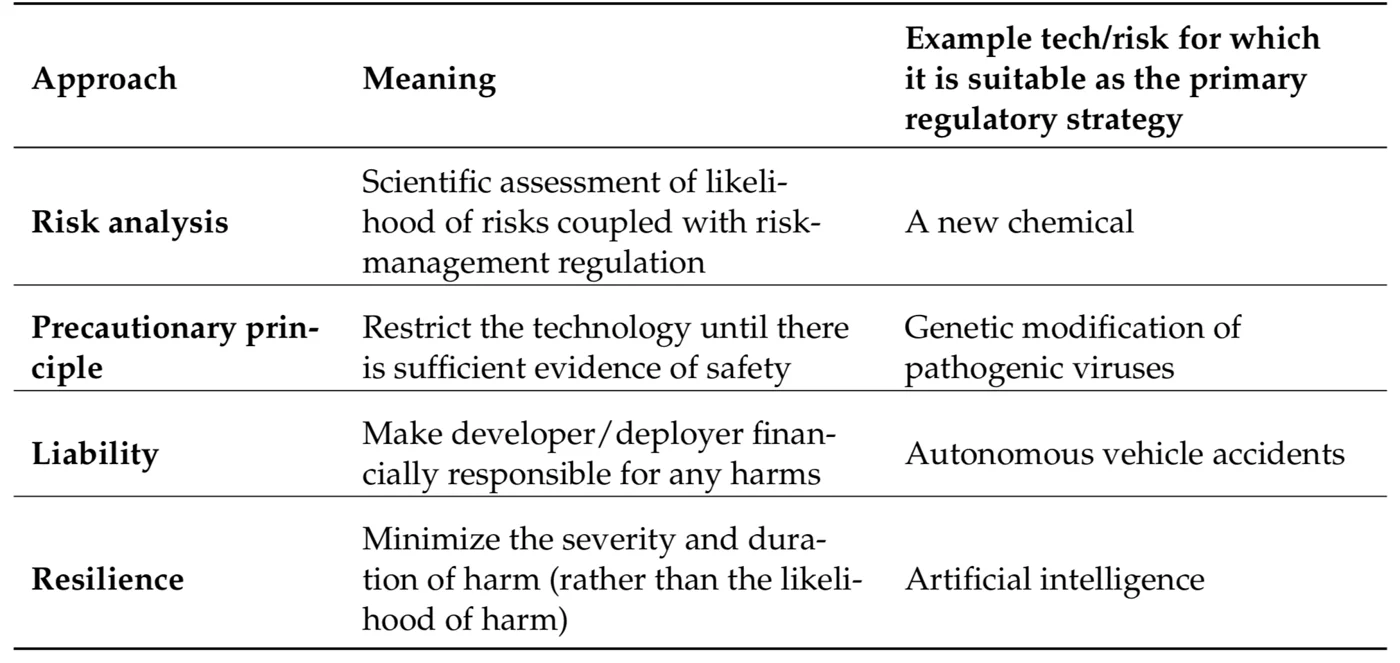 Approach
Meaning
Example tech/risk for which
it is suitable as the primary
regulatory strategy
Risk analysis
Scientific assessment of likeli-
hood of risks coupled with risk-
management regulation
A new chemical
Precautionary prin-
ciple
Restrict the technology until there
is sufficient evidence of safety
Genetic modification of
pathogenic viruses
Liability
Make developer/deployer finan-
cially responsible for any harms
Autonomous vehicle accidents
Resilience
Minimize the severity and dura-
tion of harm (rather than the likeli-
hood of harm)
Artificial intelligence